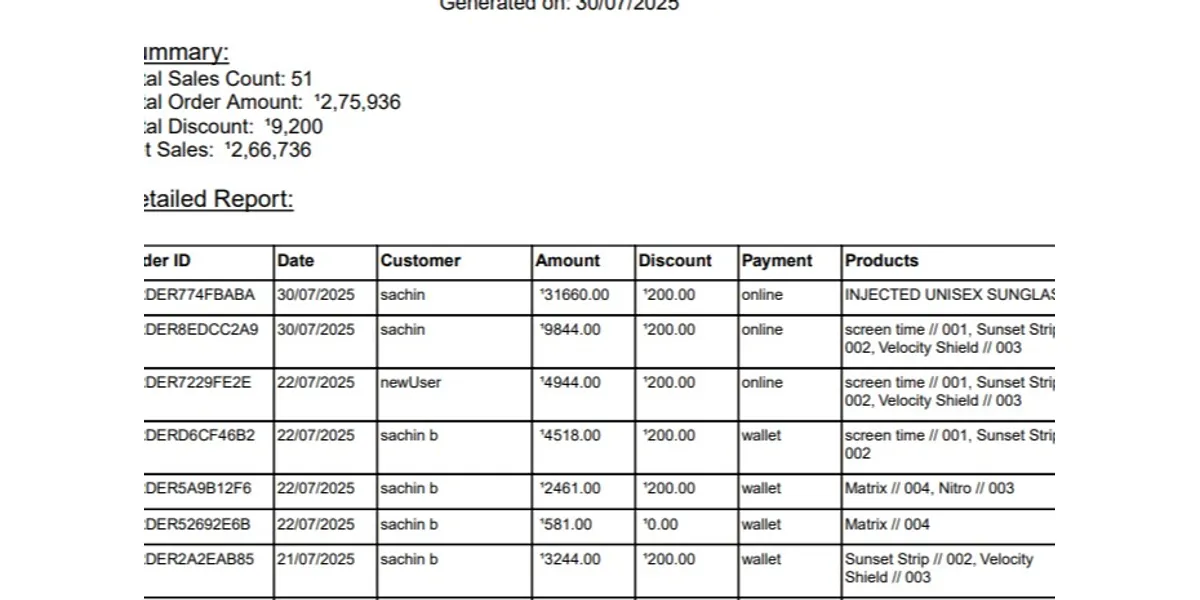 Generated on: 30/07/2025
ummary:
tal Sales Count: 51
tal Order Amount: ¹2,75,936
tal Discount: ¹9,200
t Sales: ¹2,66,736
etailed Report:
der ID Date Customer Amount Discount Payment Products
DER774FBABA 30/07/2025 sachin ¹31660.00 ¹200.00 online INJECTED UNISEX SUNGLAS
DER8EDCC2A9 30/07/2025 sachin ¹9844.00 ¹200.00 online screen time // 001, Sunset Strip
002, Velocity Shield // 003
DER7229FE2E 22/07/2025 newUser ¹4944.00 ¹200.00 online screen time // 001, Sunset Strip
002, Velocity Shield // 003
DERD6CF46B2 22/07/2025 sachin b ¹4518.00 ¹200.00 wallet screen time // 001, Sunset Strip
002
DER5A9B12F6 22/07/2025 sachin b ¹2461.00 ¹200.00 wallet Matrix // 004, Nitro // 003
DER52692E6B 22/07/2025 sachin b ¹581.00 ¹0.00 wallet Matrix // 004
DER2A2EAB85 21/07/2025 sachin b ¹3244.00 ¹200.00 wallet Sunset Strip // 002, Velocity
Shield // 003